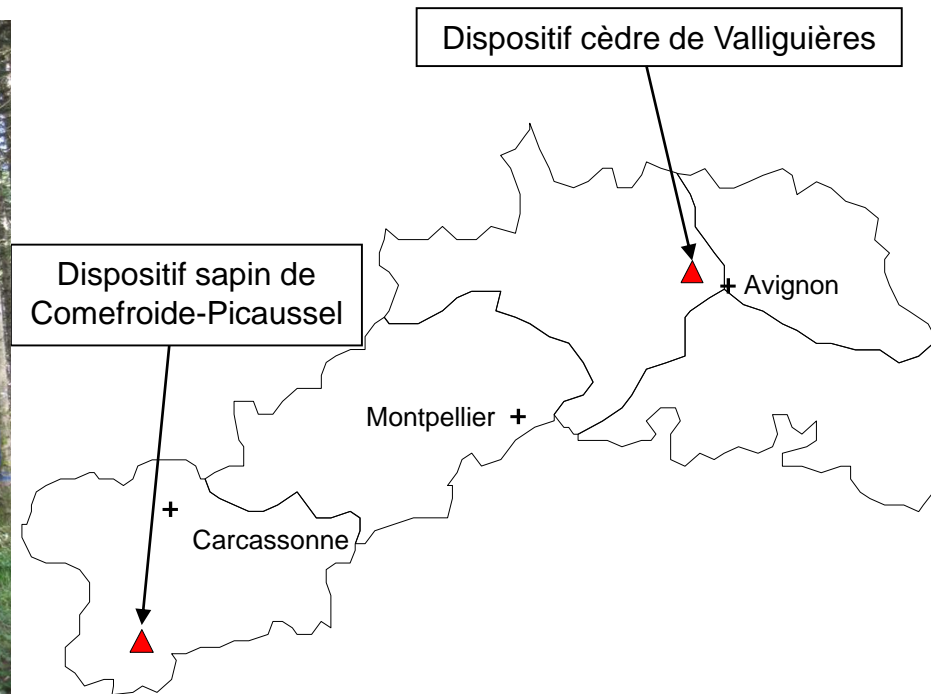 Dispositif cèdre de Valliguières
Dispositif sapin de
Comefroide-Picaussel
Avignon
Montpellier
Carcassonne